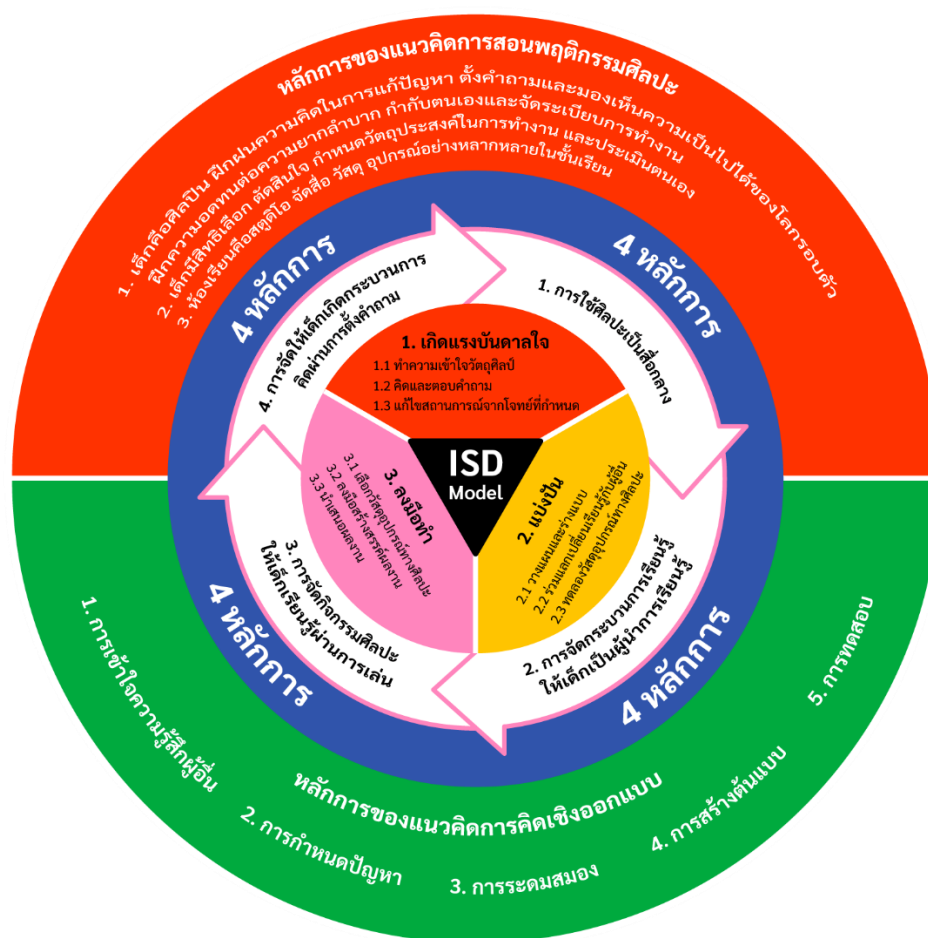 หลักการของแนวคิดการสอนพฤติกรรมศิลปะ
1. เด็กคือศิลปิน ฝึกฝนความคิดในการแก้ปัญหา ตั้งคำถามและมองเห็นความเป็นไปได้ของโลกรอบตัว
ฝึกความอดทนต่อความยากลำบาก กำกับตนเองและจัดระเบียบการทำงาน
2. เด็กมีสิทธิเลือก ตัดสินใจ กำหนดวัตถุประสงค์ในการทำงาน และประเมินตนเอง
3. ห้องเรียนคือสตูดิโอ จัดสื่อ วัสดุ อุปกรณ์อย่างหลากหลายในชั้นเรียน
4 หลักการ
4 หลักการ
4 หลักการ
4 หลักการ
1. การใช้ศิลปะเป็นสื่อกลาง
2. การจัดกระบวนการเรียนรู้
ให้เด็กเป็นผู้นำการเรียนรู้
3. การจัดกิจกรรมศิลปะ
ให้เด็กเรียนรู้ผ่านการเล่น
4. การจัดให้เด็กเกิดกระบวนการ
คิดผ่านการตั้งคำถาม
1. เกิดแรงบันดาลใจ
1.1 ทำความเข้าใจวัตถุศิลป์
1.2 คิดและตอบคำถาม
1.3 แก้ไขสถานการณ์จากโจทย์ที่กำหนด
2. แบ่งปัน
2.1 วางแผนและร่างแบบ
2.2 ร่วมแลกเปลี่ยนเรียนรู้กับผู้อื่น
2.3 ทดลองวัสดุอุปกรณ์ทางศิลปะ
3. ลงมือทำ
3.1 เลือกวัสดุอุปกรณ์ทางศิลปะ
3.2 ลงมือสร้างสรรค์ผลงาน
3.3 นำเสนอผลงาน
ISD
Model
หลักการของแนวคิดการคิดเชิงออกแบบ
1. การเข้าใจความรู้สึกผู้อื่น
2. การกำหนดปัญหา
3. การระดมสมอง
4. การสร้างต้นแบบ
5. การทดสอบ